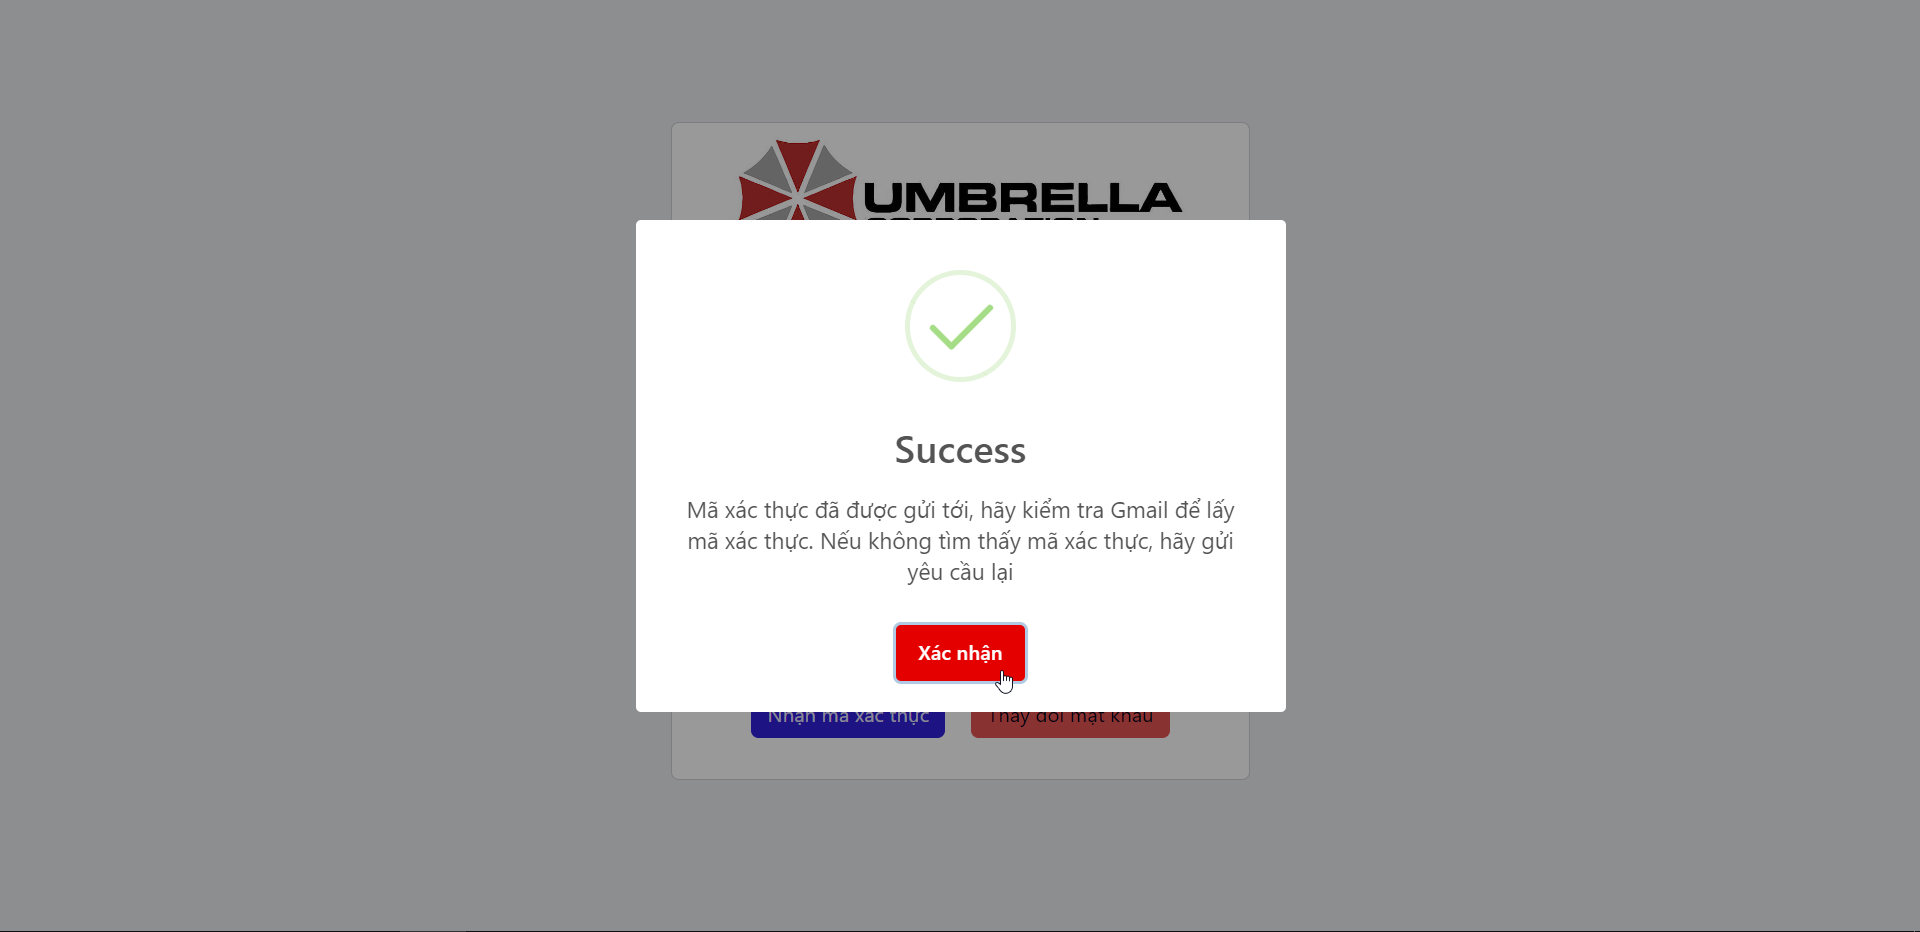 UMBRELLA
Success
Mã xác thực đã được gửi tới, hãy kiểm tra Gmail để lấy
mã xác thực. Nếu không tìm thấy mã xác thực, hãy gửi
yêu cầu lại
Xác nhận
Nhận mã xác thực
Thay đổi mật khẩu